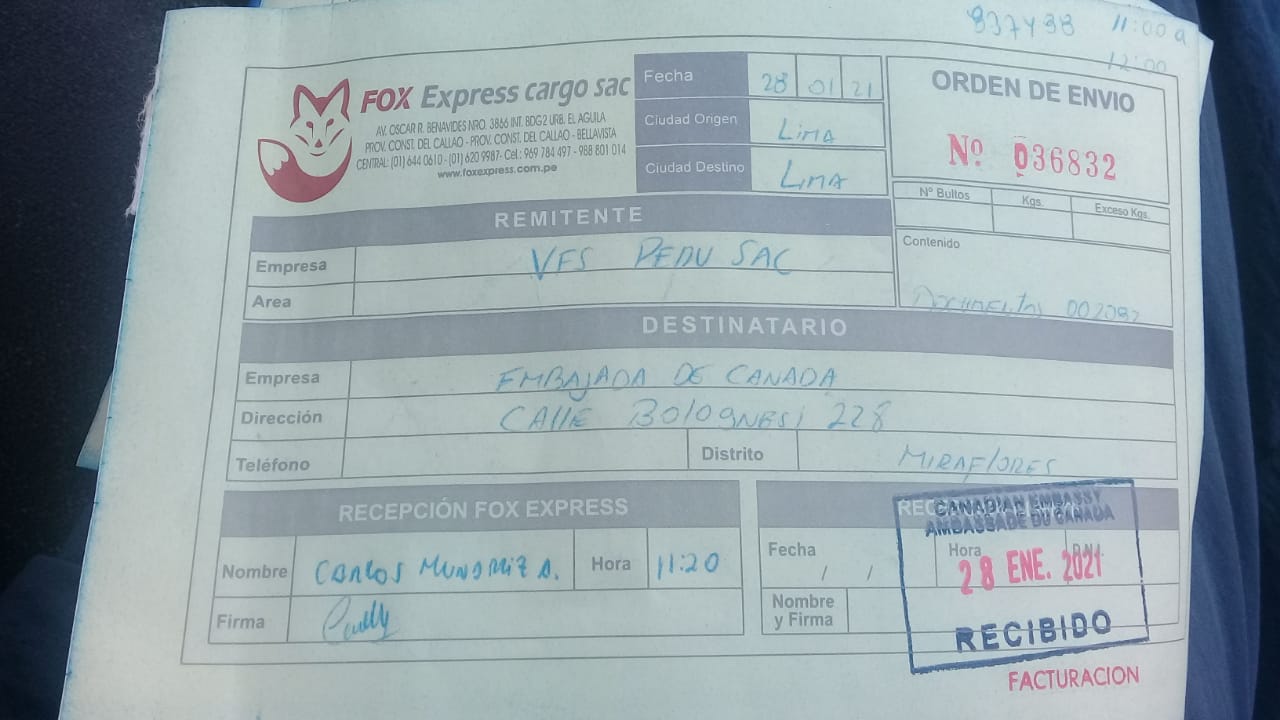 937498 11:00 a
12:00
FOX Express cargo sac
AV. OSCAR R. BENAVIDES NRO. 3866 INT. BDG2 URB. EL AGUILA
PROV. CONST. DEL CALLAO - PROV. CONST. DEL CALLAO - BELLAVISTA
CENTRAL: (01) 644 0610 - (01) 620 9987- Cel.: 969 784 497 - 988 801 014
www.foxexpress.com.pe
Fecha 28 01 21
Ciudad Origen Lima
Ciudad Destino Lima
ORDEN DE ENVIO
Nº 036832
Nº Bultos Kgs. Exceso Kgs.
Contenido
Documentos 002092
REMITENTE
Empresa VFS PERU SAC
Area
DESTINATARIO
Empresa EMBAJADA DE CANADA
Dirección CALLE Bolognesi 228
Teléfono Distrito MIRAFLORES
RECEPCIÓN FOX EXPRESS
Nombre Carlos A. Hora 11:20
Firma
Fecha / / Hora
Nombre
y Firma
CANADIAN EMBASSY
AMBASSADE DU CANADA
28 ENE. 2021
RECIBIDO
FACTURACION